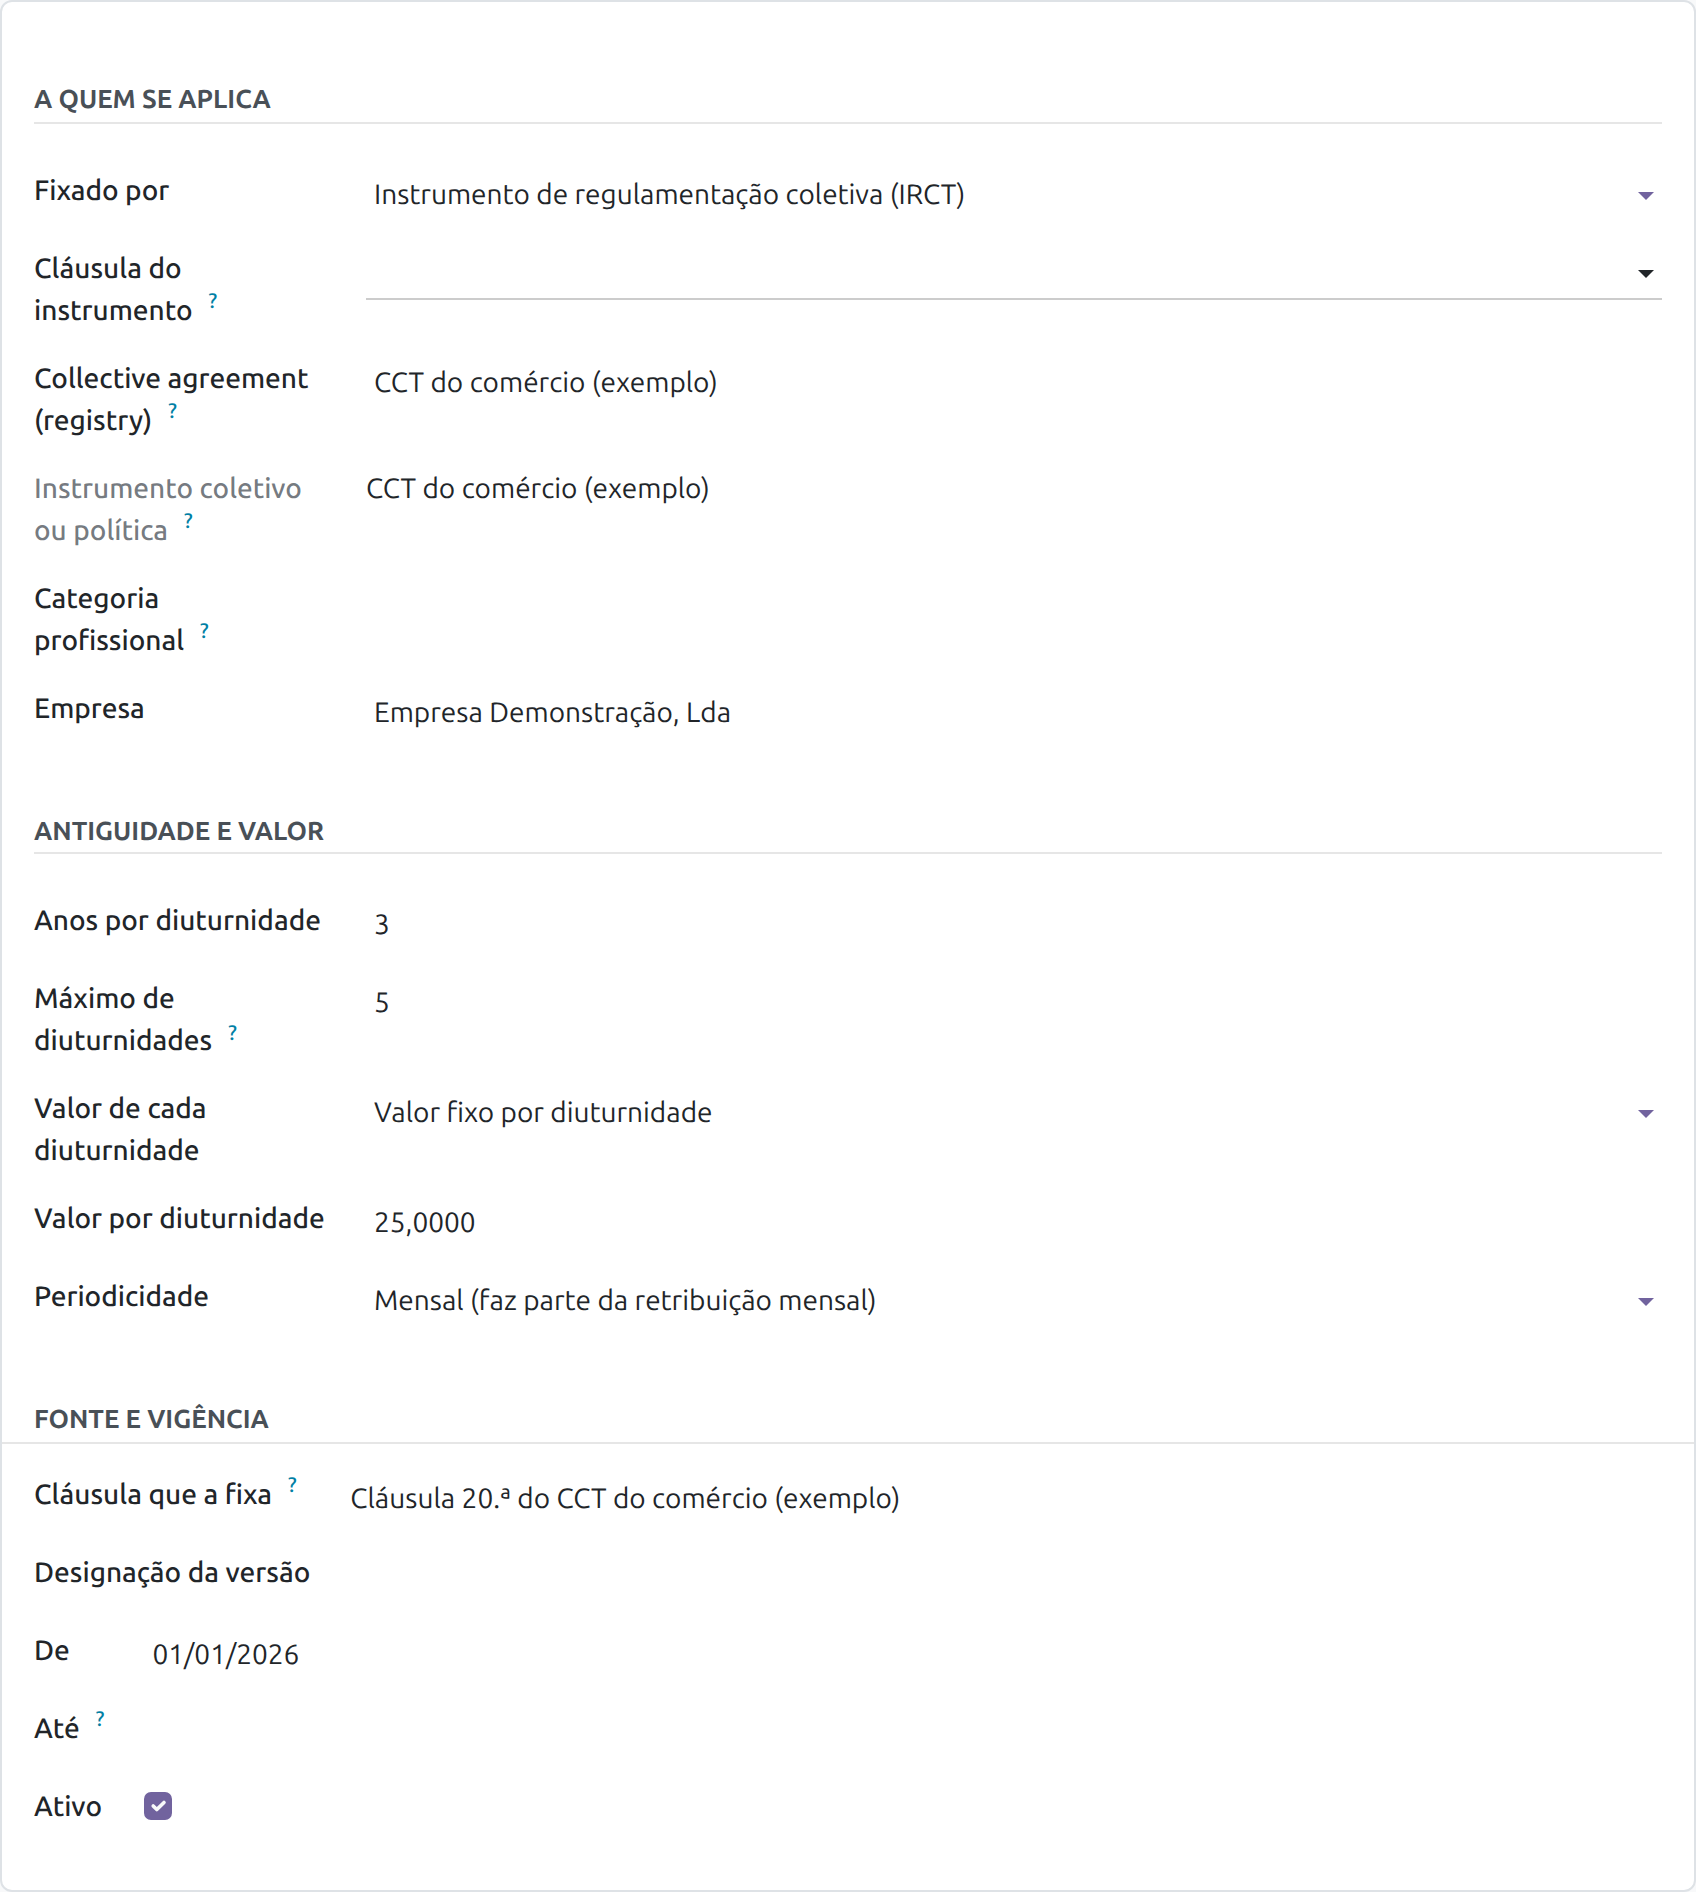 A QUEM SE APLICA
Fixado por
Instrumento de regulamentação coletiva (IRCT)
Cláusula do
instrumento ?
Collective agreement
(registry) ?
CCT do comércio (exemplo)
Instrumento coletivo
ou política ?
CCT do comércio (exemplo)
Categoria
profissional ?
Empresa
Empresa Demonstração, Lda
ANTIGUIDADE E VALOR
Anos por diuturnidade
3
Máximo de
diuturnidades ?
5
Valor de cada
diuturnidade
Valor fixo por diuturnidade
Valor por diuturnidade
25,0000
Periodicidade
Mensal (faz parte da retribuição mensal)
FONTE E VIGÊNCIA
Cláusula que a fixa ?
Cláusula 20.ª do CCT do comércio (exemplo)
Designação da versão
De
01/01/2026
Até ?
Ativo